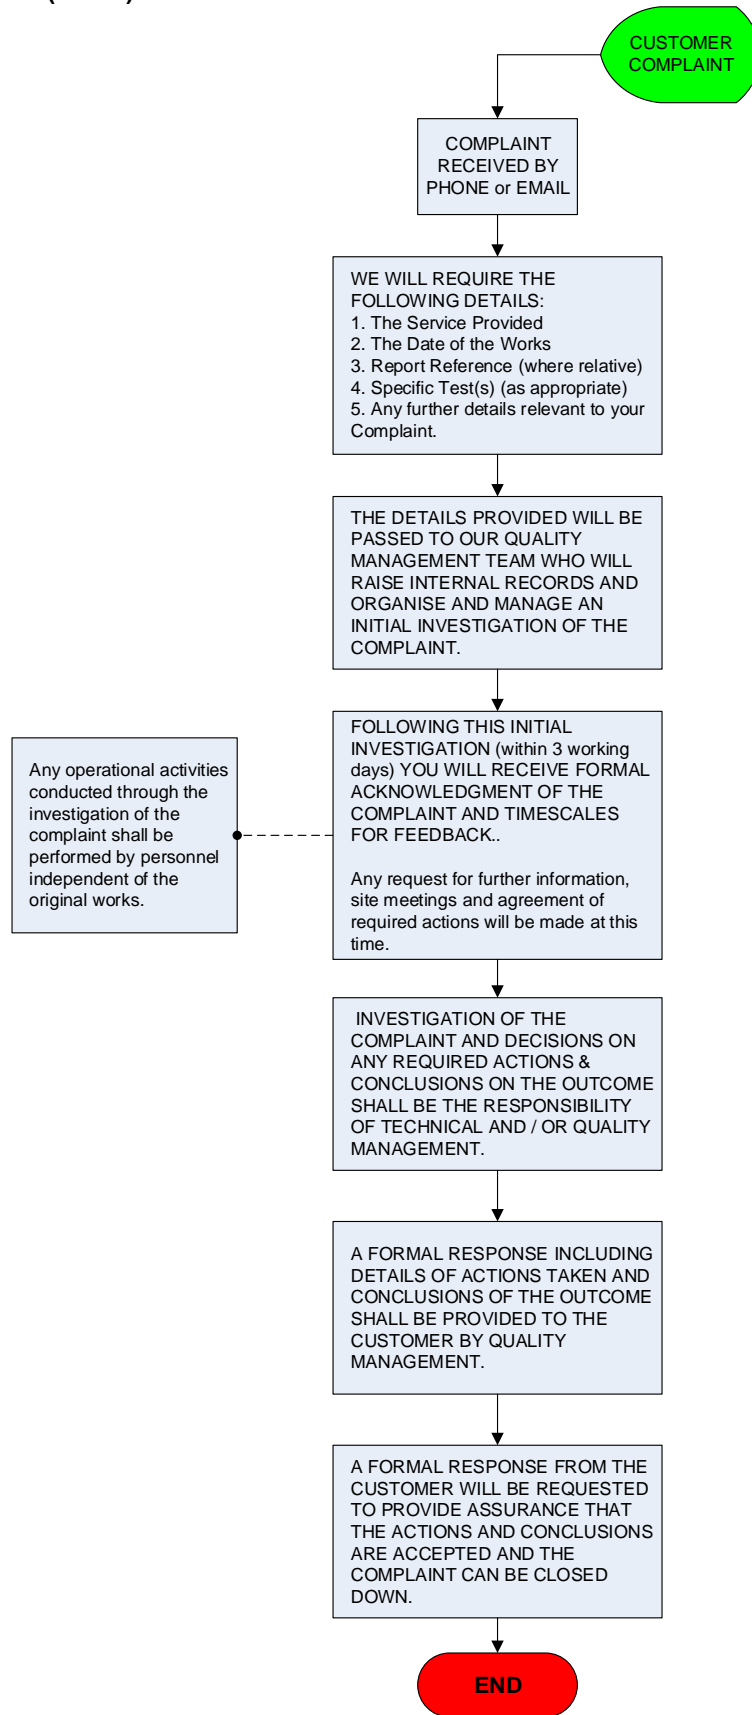 CUSTOMER
COMPLAINT
COMPLAINT
RECEIVED BY
PHONE or EMAIL
WE WILL REQUIRE THE
FOLLOWING DETAILS:
1. The Service Provided
2. The Date of the Works
3. Report Reference (where relative)
4. Specific Test(s) (as appropriate)
5. Any further details relevant to your
Complaint.
THE DETAILS PROVIDED WILL BE
PASSED TO OUR QUALITY
MANAGEMENT TEAM WHO WILL
RAISE INTERNAL RECORDS AND
ORGANISE AND MANAGE AN
INITIAL INVESTIGATION OF THE
COMPLAINT.
FOLLOWING THIS INITIAL
INVESTIGATION (within 3 working
days) YOU WILL RECEIVE FORMAL
ACKNOWLEDGMENT OF THE
COMPLAINT AND TIMESCALES
FOR FEEDBACK..
Any request for further information,
site meetings and agreement of
required actions will be made at this
time.
Any operational activities
conducted through the
investigation of the
complaint shall be
performed by personnel
independent of the
original works.
INVESTIGATION OF THE
COMPLAINT AND DECISIONS ON
ANY REQUIRED ACTIONS &
CONCLUSIONS ON THE OUTCOME
SHALL BE THE RESPONSIBILITY
OF TECHNICAL AND / OR QUALITY
MANAGEMENT.
A FORMAL RESPONSE INCLUDING
DETAILS OF ACTIONS TAKEN AND
CONCLUSIONS OF THE OUTCOME
SHALL BE PROVIDED TO THE
CUSTOMER BY QUALITY
MANAGEMENT.
A FORMAL RESPONSE FROM THE
CUSTOMER WILL BE REQUESTED
TO PROVIDE ASSURANCE THAT
THE ACTIONS AND CONCLUSIONS
ARE ACCEPTED AND THE
COMPLAINT CAN BE CLOSED
DOWN.
END